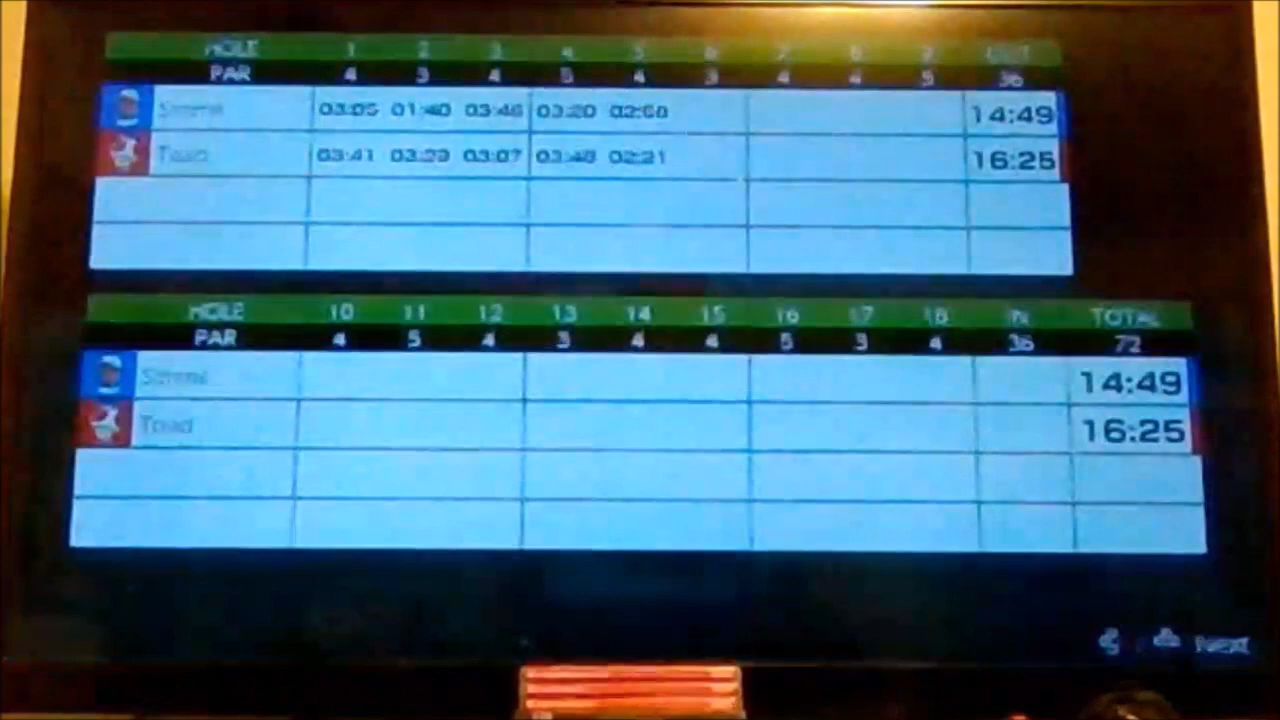 HOLE 1 2 3 4 5 6 7 8 9 OUT
PAR 4 3 4 5 4 3 4 4 5 36
03:05 01:40 03:46 03:20 02:58 14:49
Toad 03:41 03:28 03:07 03:48 02:21 16:25
HOLE 10 11 12 13 14 15 16 17 18 IN TOTAL
PAR 4 5 4 3 4 4 5 3 4 36 72
14:49
Toad 16:25
Next